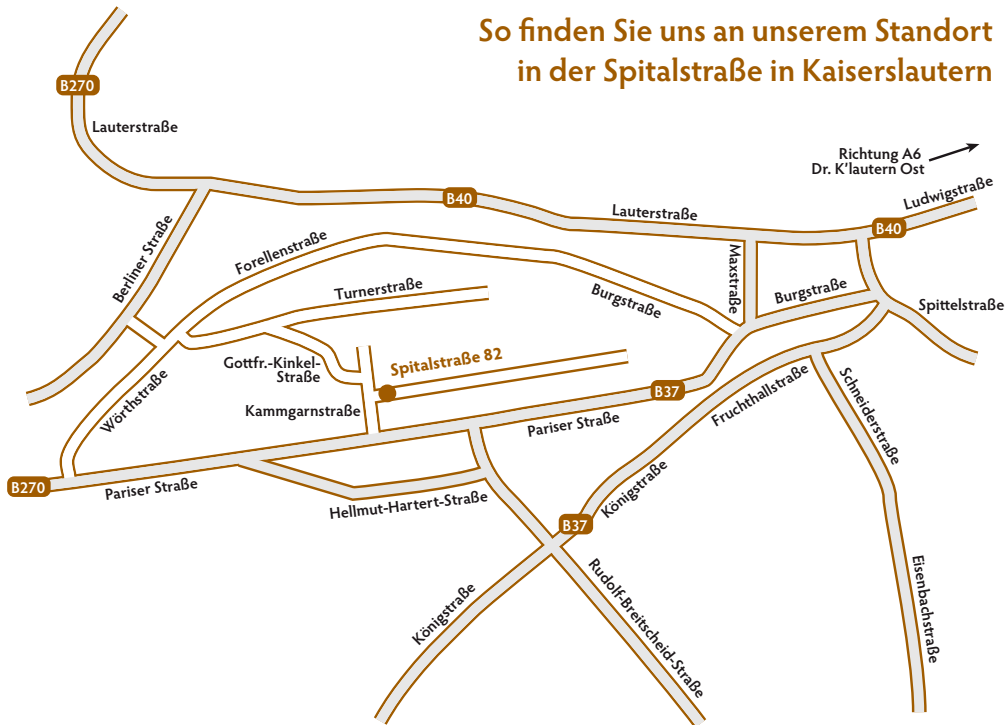 So finden Sie uns an unserem Standort
in der Spitalstraße in Kaiserslautern
B270
Lauterstraße
Richtung A6
Dr. K'lautern Ost
Ludwigstraße
B40
Lauterstraße
B40
Berliner Straße
Forellenstraße
Maxstraße
Turnerstraße
Burgstraße
Burgstraße
Spittelstraße
Gottfr.-Kinkel-
Straße
Spitalstraße 82
B37
Wörthstraße
Kammgarnstraße
Pariser Straße
Fruchthallstraße
Schneiderstraße
B270
Pariser Straße
Hellmut-Hartert-Straße
Königstraße
B37
Königstraße
Rudolf-Breitscheid-Straße
Eisenbachstraße